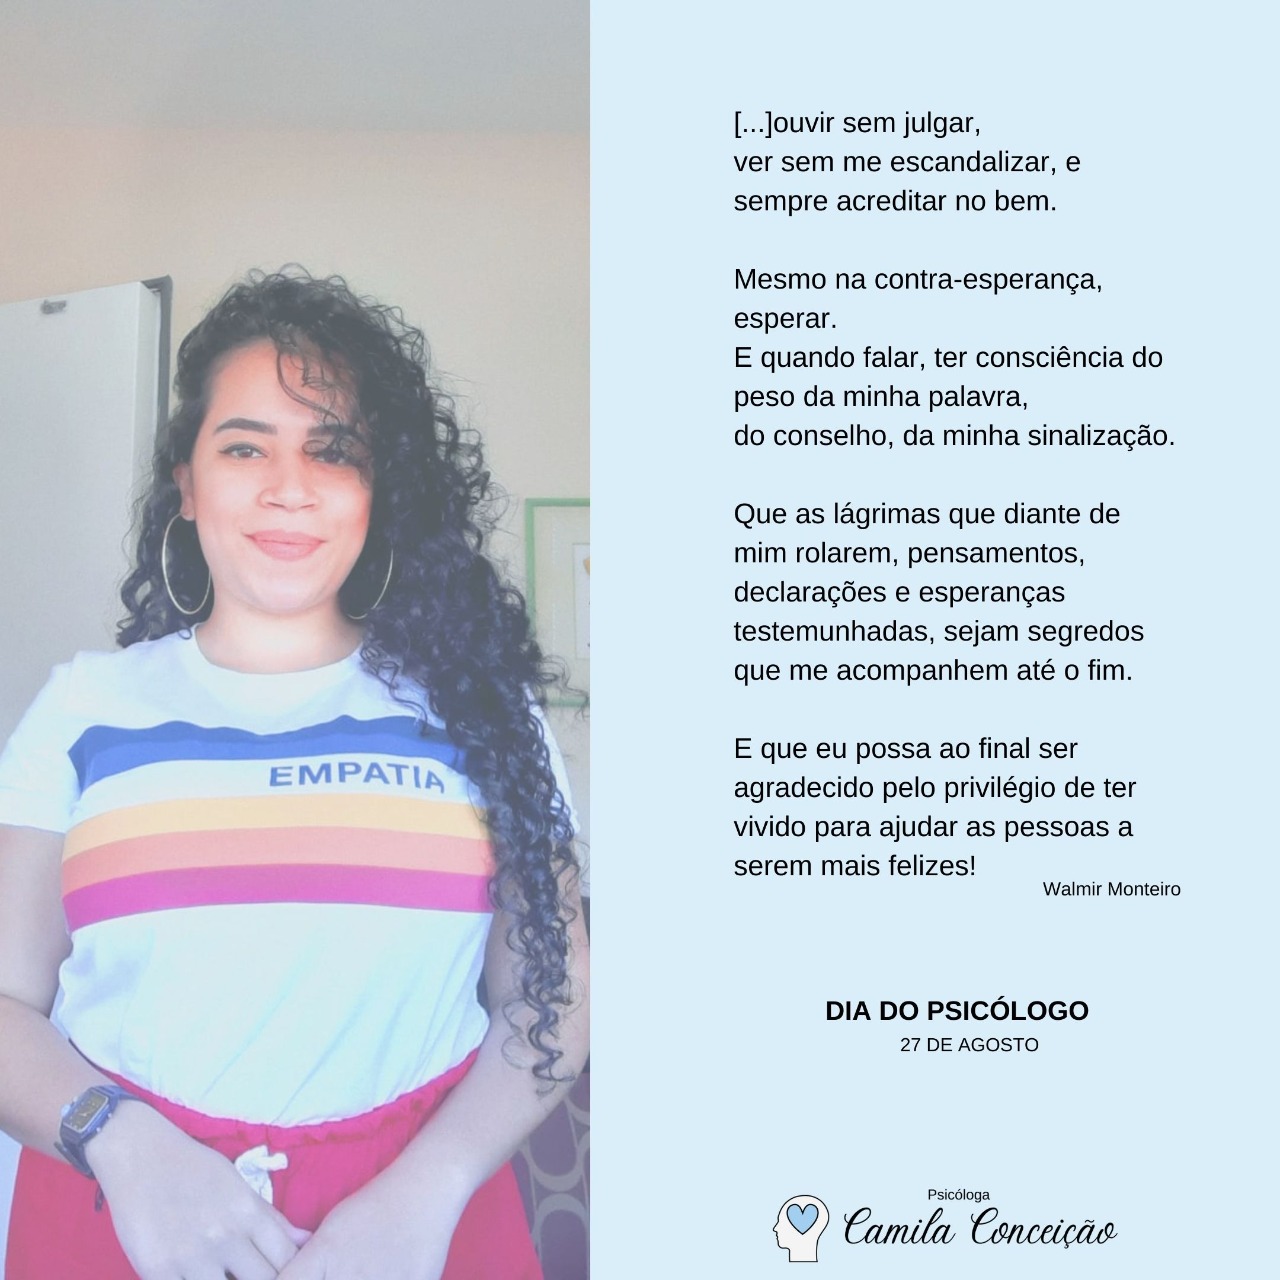 EMPATIA
[...]ouvir sem julgar,
ver sem me escandalizar, e
sempre acreditar no bem.
Mesmo na contra-esperança,
esperar.
E quando falar, ter consciência do
peso da minha palavra,
do conselho, da minha sinalização.
Que as lágrimas que diante de
mim rolarem, pensamentos,
declarações e esperanças
testemunhadas, sejam segredos
que me acompanhem até o fim.
E que eu possa ao final ser
agradecido pelo privilégio de ter
vivido para ajudar as pessoas a
serem mais felizes!
Walmir Monteiro
DIA DO PSICÓLOGO
27 DE AGOSTO
Psicóloga
Camila Conceição